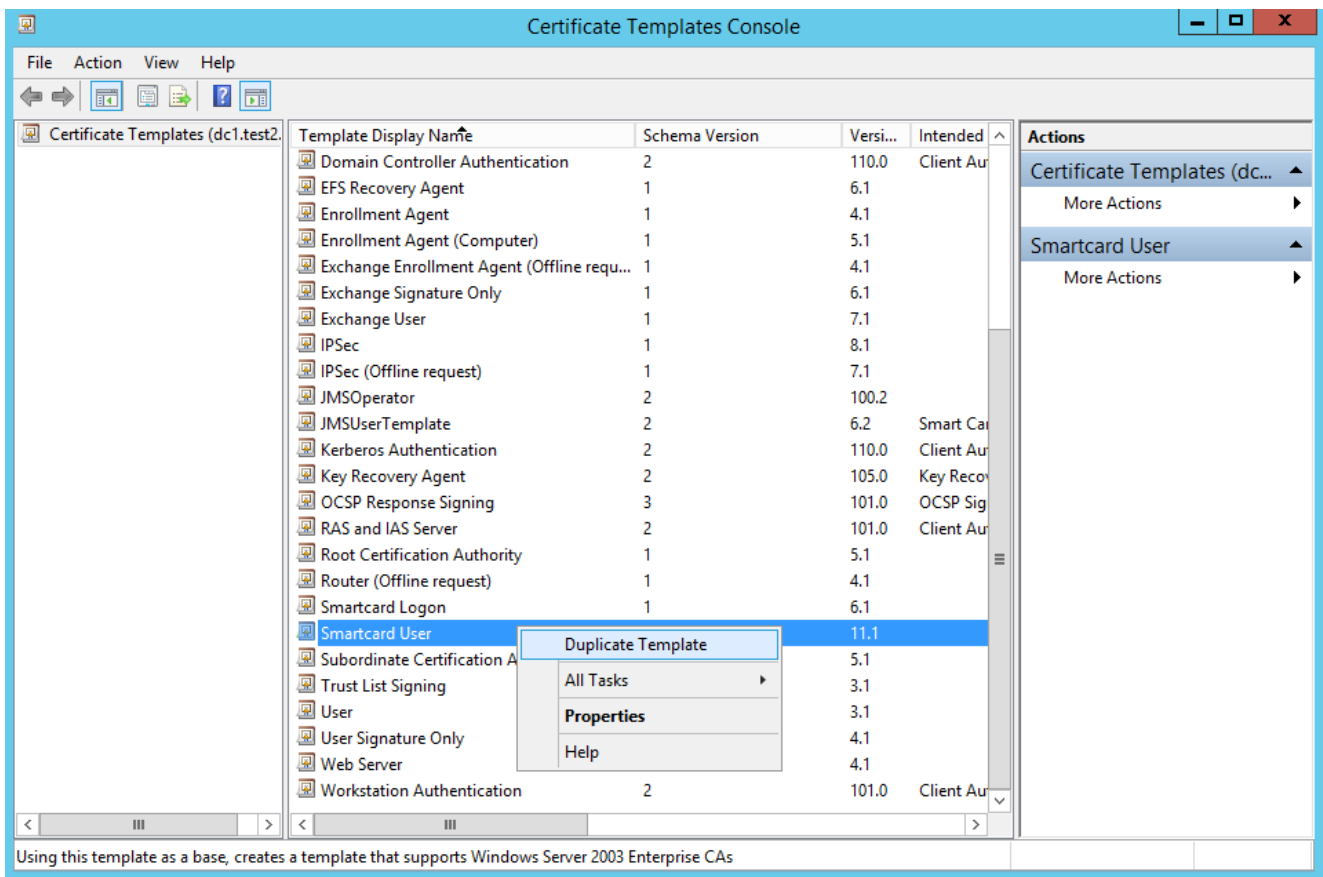 Certificate Templates Console
File Action View Help
Certificate Templates (dc1.test2.
Template Display Name Schema Version Versi... Intended
Domain Controller Authentication 2 110.0 Client Au
EFS Recovery Agent 1 6.1
Enrollment Agent 1 4.1
Enrollment Agent (Computer) 1 5.1
Exchange Enrollment Agent (Offline requ... 1 4.1
Exchange Signature Only 1 6.1
Exchange User 1 7.1
IPSec 1 8.1
IPSec (Offline request) 1 7.1
JMSOperator 2 100.2
JMSUserTemplate 2 6.2 Smart Car
Kerberos Authentication 2 110.0 Client Au
Key Recovery Agent 2 105.0 Key Recov
OCSP Response Signing 3 101.0 OCSP Sig
RAS and IAS Server 2 101.0 Client Au
Root Certification Authority 1 5.1
Router (Offline request) 1 4.1
Smartcard Logon 1 6.1
Smartcard User 11.1
Subordinate Certification A 5.1
Trust List Signing 3.1
User 3.1
User Signature Only 4.1
Web Server 4.1
Workstation Authentication 2 101.0 Client Au
Duplicate Template
All Tasks
Properties
Help
Actions
Certificate Templates (dc...
More Actions
Smartcard User
More Actions
Using this template as a base, creates a template that supports Windows Server 2003 Enterprise CAs